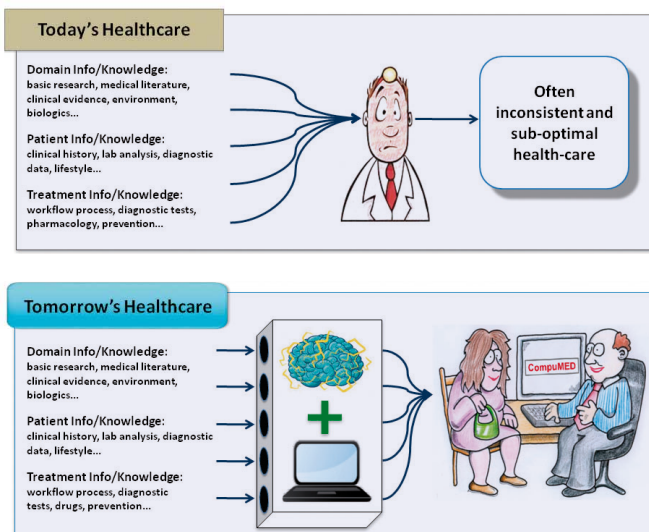 Today's Healthcare
Domain Info/Knowledge:
basic research, medical literature,
clinical evidence, environment,
biologics...
Patient Info/Knowledge:
clinical history, lab analysis, diagnostic
data, lifestyle...
Treatment Info/Knowledge:
workflow process, diagnostic tests,
pharmacology, prevention...
Often
inconsistent and
sub-optimal
health-care
Tomorrow's Healthcare
Domain Info/Knowledge:
basic research, medical literature,
clinical evidence, environment,
biologics...
Patient Info/Knowledge:
clinical history, lab analysis, diagnostic
data, lifestyle...
Treatment Info/Knowledge:
workflow process, diagnostic
tests, drugs, prevention...
CompuMED